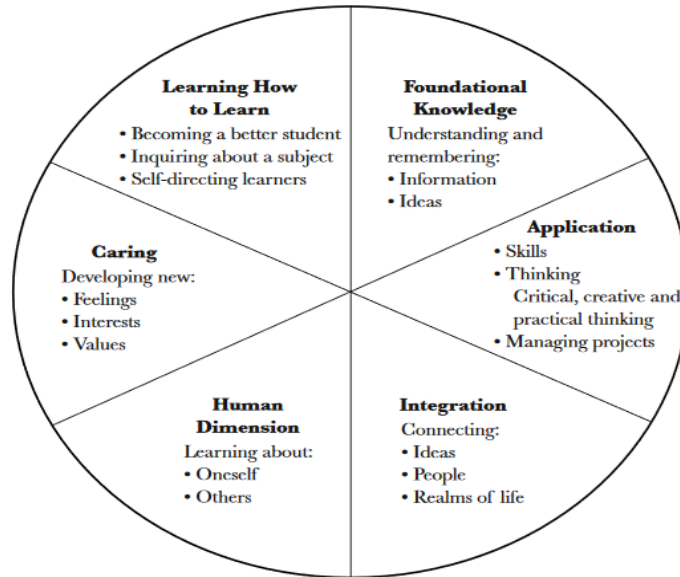 Learning How
to Learn
• Becoming a better student
• Inquiring about a subject
• Self-directing learners
Foundational
Knowledge
Understanding and
remembering:
• Information
• Ideas
Application
• Skills
• Thinking
Critical, creative and
practical thinking
• Managing projects
Integration
Connecting:
• Ideas
• People
• Realms of life
Human
Dimension
Learning about:
• Oneself
• Others
Caring
Developing new:
• Feelings
• Interests
• Values